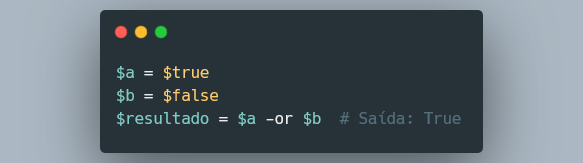 $a = $true
$b = $false
$resultado = $a -or $b  # Saída: True